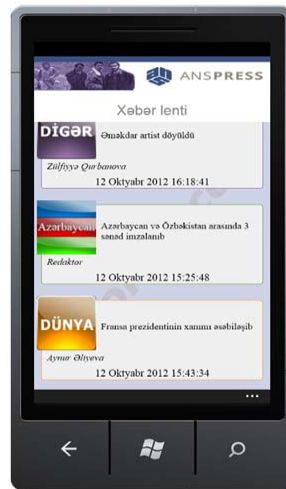 ANSPRESS
Xəbər lenti
DİGƏR
Əməkdar artist döyüldü
Zülfiyyə Qurbanova
12 Oktyabr 2012 16:18:41
Azərbaycan
Azərbaycan və Özbəkistan arasında 3
sənəd imzalanıb
Redaktor
12 Oktyabr 2012 15:25:48
DÜNYA
Fransa prezidentinin xanımı əsəbiləşib
Aynur Əliyeva
12 Oktyabr 2012 15:43:34